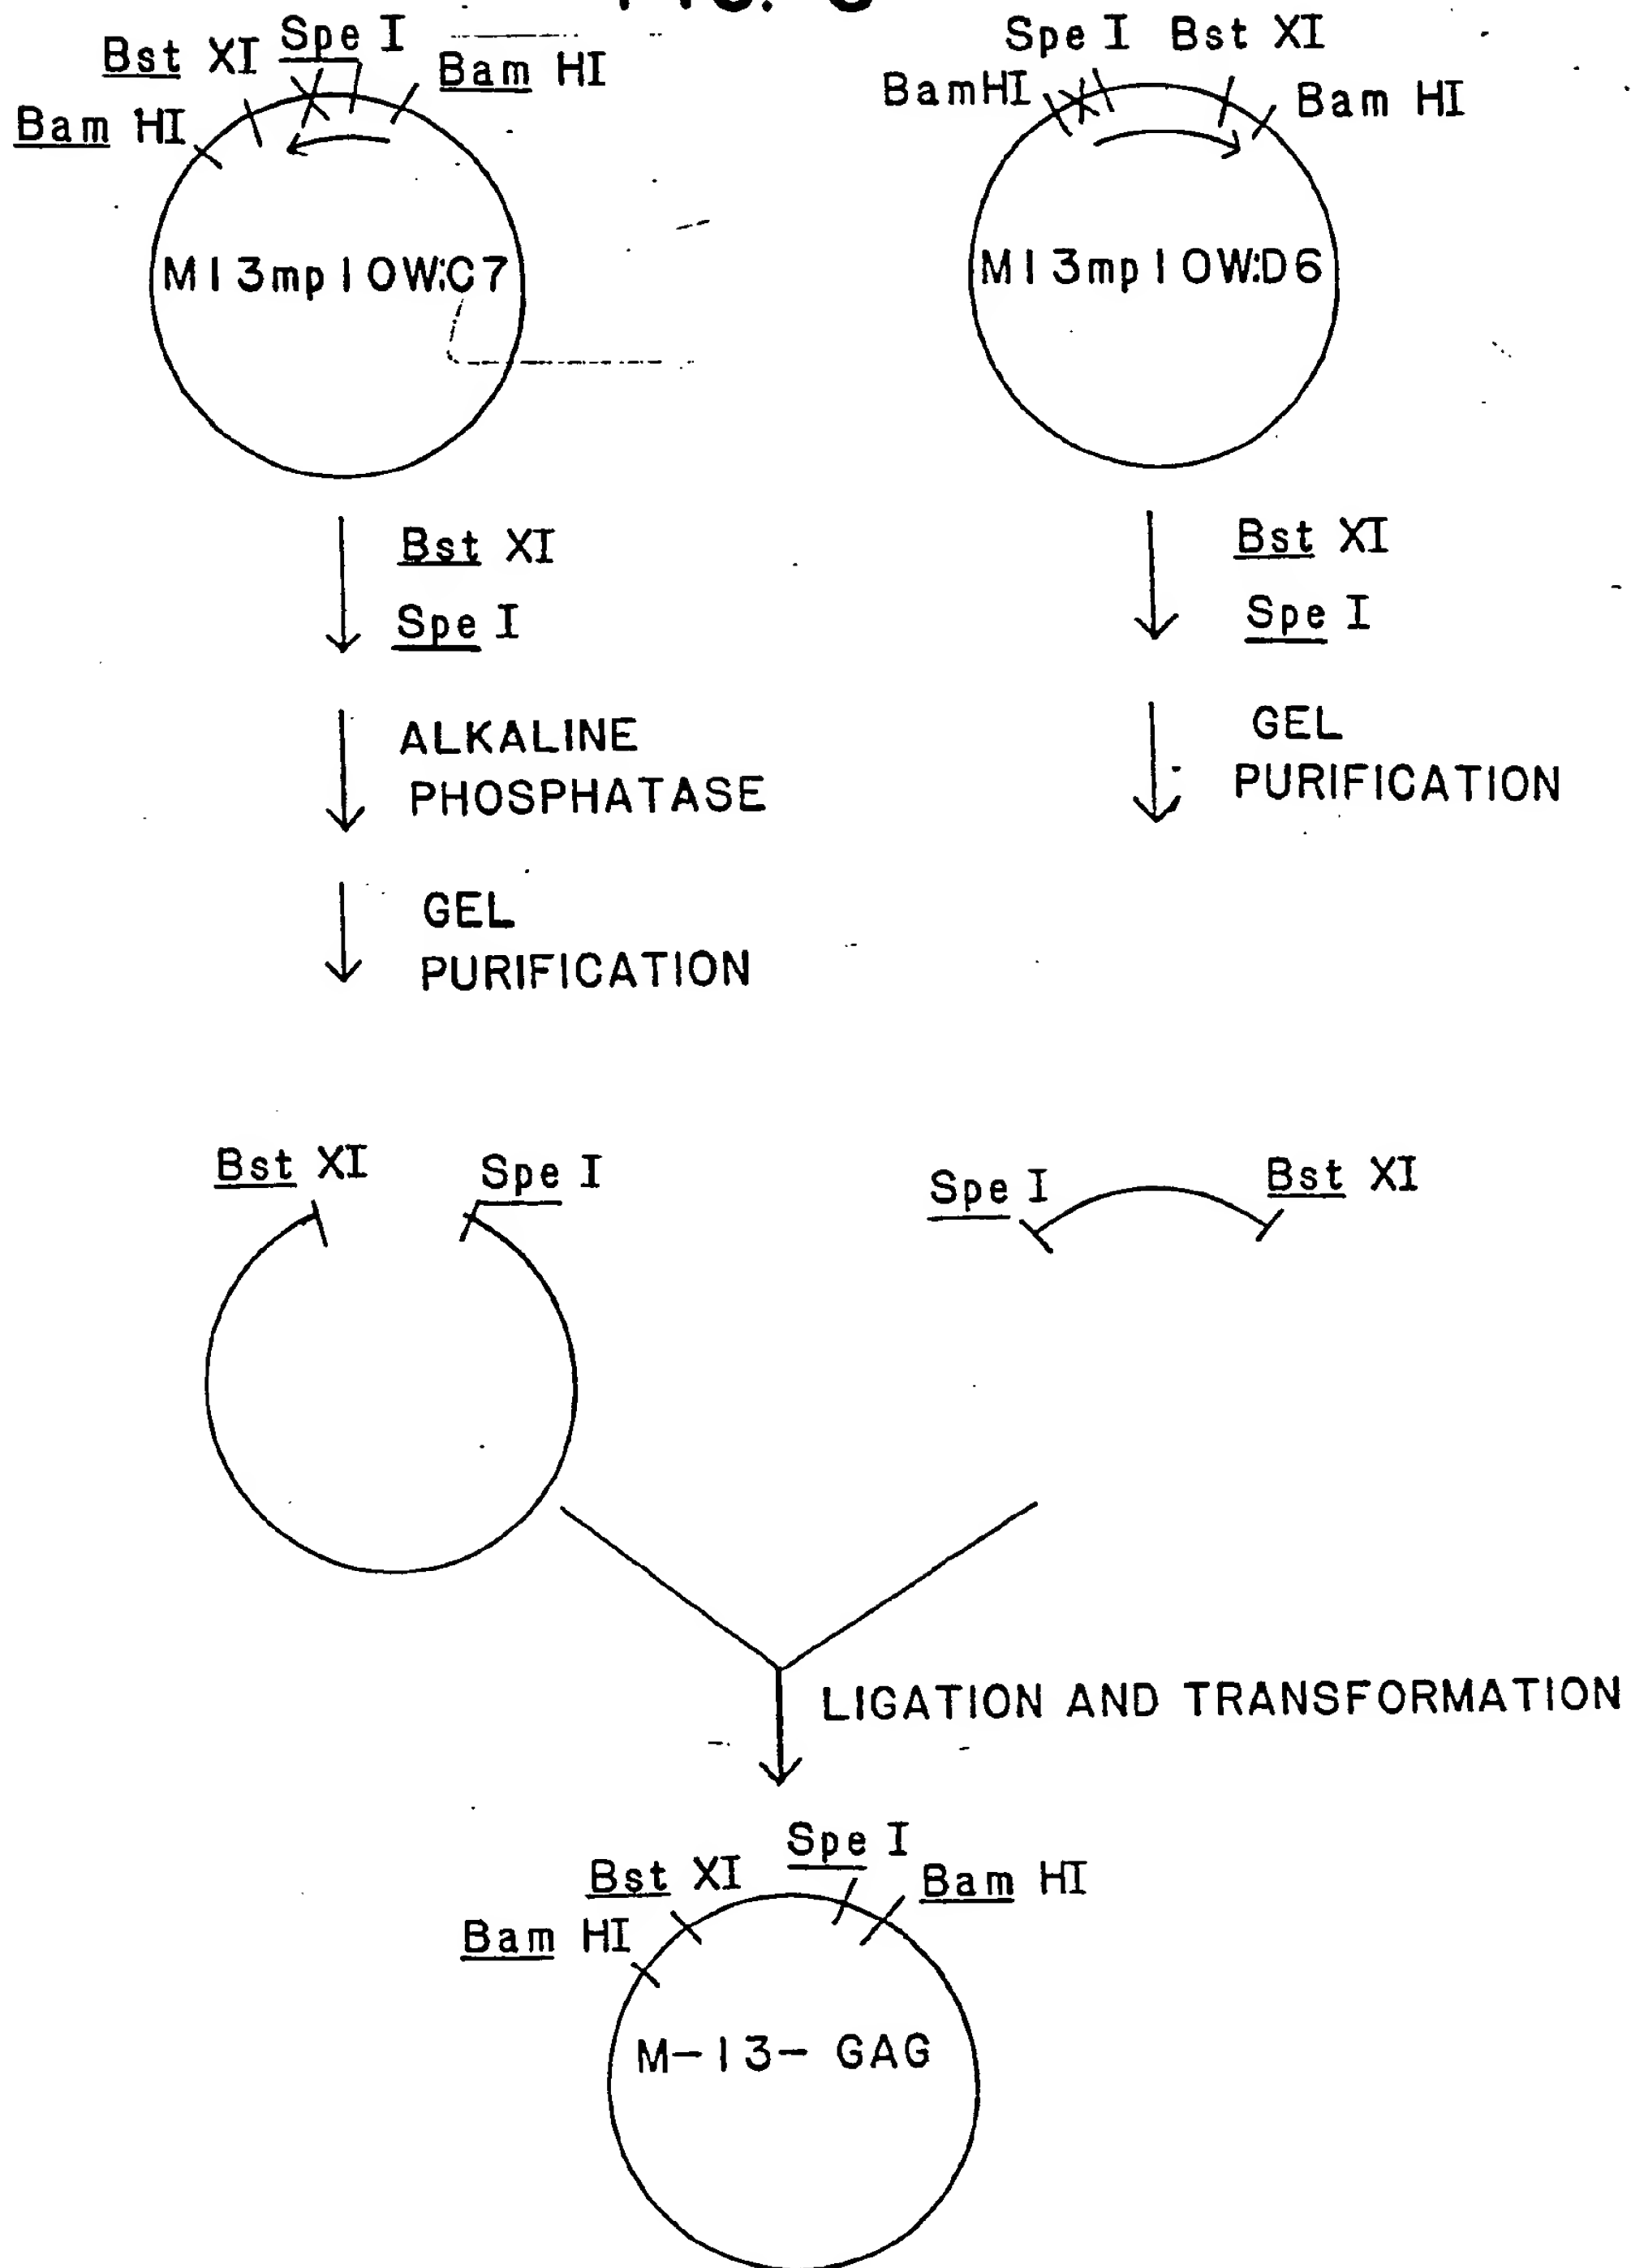 Bst XI Spe I Bam HI
Bam HI
M13mp10W:C7
Spe I Bst XI
BamHI Bam HI
M13mp10W:D6
Bst XI
Spe I
ALKALINE
PHOSPHATASE
GEL
PURIFICATION
Bst XI
Spe I
GEL
PURIFICATION
Bst XI Spe I
Spe I Bst XI
LIGATION AND TRANSFORMATION
Spe I
Bst XI Bam HI
Bam HI
M-13- GAG